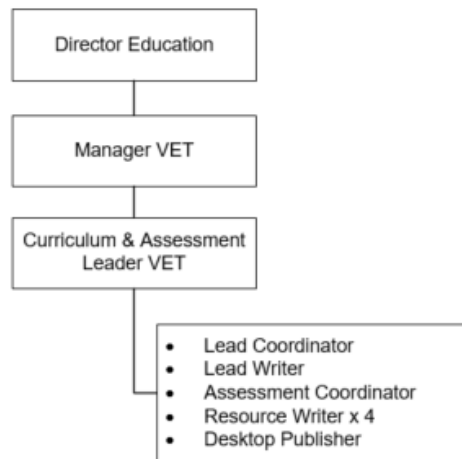 Director Education
Manager VET
Curriculum & Assessment
Leader VET
• Lead Coordinator
• Lead Writer
• Assessment Coordinator
• Resource Writer x 4
• Desktop Publisher